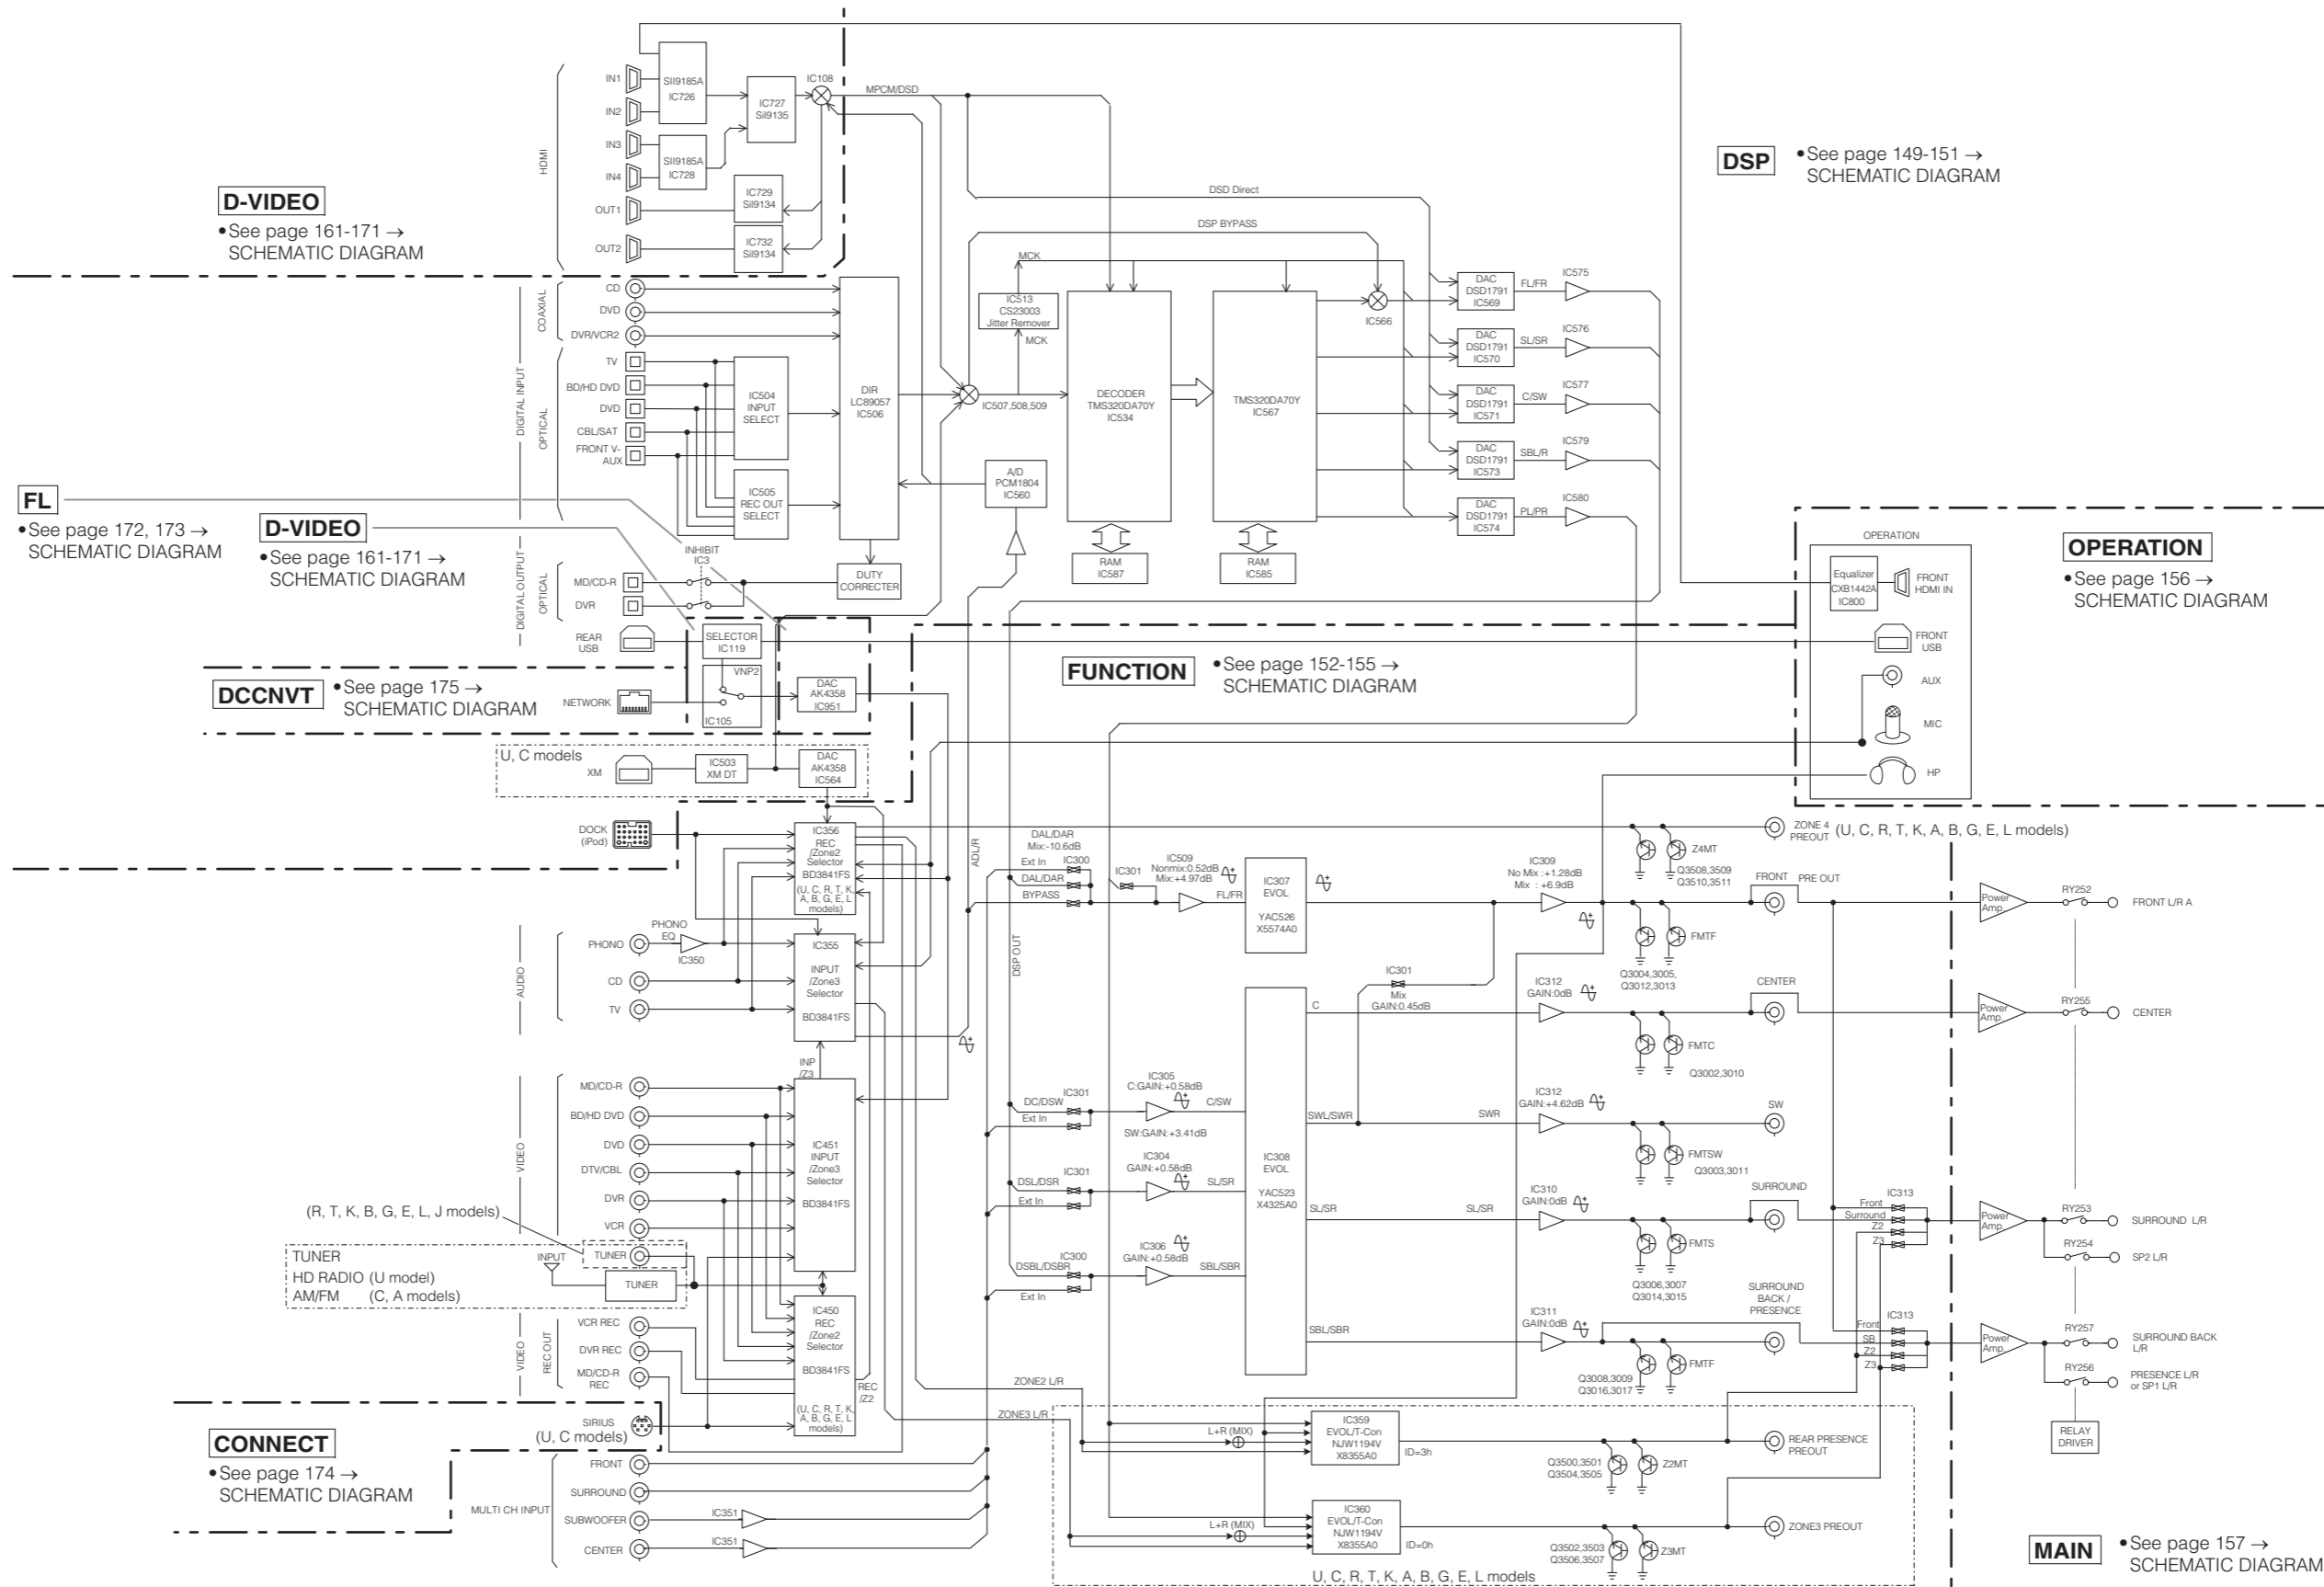 D-VIDEO
•See page 161-171 →
SCHEMATIC DIAGRAM
HDMI
IN1
IN2
IN3
IN4
OUT1
OUT2
SII9185A
IC726
SII9185A
IC728
IC727
SiI9135
IC108
IC729
SiI9134
IC732
SiI9134
MPCM/DSD
DSD Direct
DSP BYPASS
DSP
•See page 149-151 →
SCHEMATIC DIAGRAM
DIGITAL INPUT
COAXIAL
CD
DVD
DVR/VCR2
OPTICAL
TV
BD/HD DVD
DVD
CBL/SAT
FRONT V-
AUX
IC504
INPUT
SELECT
IC505
REC OUT
SELECT
DIR
LC89057
IC506
DUTY
CORRECTER
MCK
IC513
CS23003
Jitter Remover
MCK
IC507,508,509
A/D
PCM1804
IC560
DECODER
TMS320DA70Y
IC534
RAM
IC587
TMS320DA70Y
IC567
RAM
IC585
IC566
DAC
DSD1791
IC569
FL/FR
IC575
DAC
DSD1791
IC570
SL/SR
IC576
DAC
DSD1791
IC571
C/SW
IC577
DAC
DSD1791
IC573
SBL/R
IC579
DAC
DSD1791
IC574
PL/PR
IC580
FL
•See page 172, 173 →
SCHEMATIC DIAGRAM
D-VIDEO
•See page 161-171 →
SCHEMATIC DIAGRAM
DIGITAL OUTPUT
OPTICAL
MD/CD-R
DVR
INHIBIT
IC3
REAR
USB
SELECTOR
IC119
VNP2
IC105
NETWORK
DAC
AK4358
IC951
DCCNVT
•See page 175 →
SCHEMATIC DIAGRAM
U, C models
XM
IC503
XM DT
DAC
AK4358
IC564
OPERATION
Equalizer
CXB1442A
IC800
FRONT
HDMI IN
FRONT
USB
AUX
MIC
HP
OPERATION
•See page 156 →
SCHEMATIC DIAGRAM
FUNCTION
•See page 152-155 →
SCHEMATIC DIAGRAM
DOCK
(iPod)
IC356
REC
/Zone2
Selector
BD3841FS
(U, C, R, T, K,
A, B, G, E, L
models)
AUDIO
PHONO
PHONO
EQ
IC350
CD
TV
IC355
INPUT
/Zone3
Selector
BD3841FS
INP
/Z3
ADL/R
DSP OUT
VIDEO
MD/CD-R
BD/HD DVD
DVD
DTV/CBL
DVR
VCR
IC451
INPUT
/Zone3
Selector
BD3841FS
(R, T, K, B, G, E, L, J models)
TUNER
HD RADIO (U model)
AM/FM (C, A models)
INPUT
TUNER
TUNER
VIDEO
REC OUT
VCR REC
DVR REC
MD/CD-R
REC
IC450
REC
/Zone2
Selector
BD3841FS
(U, C, R, T, K,
A, B, G, E, L
models)
REC
/Z2
SIRIUS
(U, C models)
CONNECT
•See page 174 →
SCHEMATIC DIAGRAM
MULTI CH INPUT
FRONT
SURROUND
SUBWOOFER
IC351
CENTER
IC351
DAL/DAR
Mix:-10.6dB
Ext In
IC300
DAL/DAR
BYPASS
IC301
IC509
Nonmix:0.52dB
Mix:+4.97dB
FL/FR
IC307
EVOL
YAC526
X5574A0
IC309
No Mix :+1.28dB
Mix : +6.9dB
IC301
Mix
GAIN:0.45dB
DC/DSW
IC301
Ext In
IC305
C:GAIN:+0.58dB
C/SW
SW:GAIN:+3.41dB
DSL/DSR
IC301
Ext In
IC304
GAIN:+0.58dB
SL/SR
DSBL/DSBR
IC300
Ext In
IC306
GAIN:+0.58dB
SBL/SBR
IC308
EVOL
YAC523
X4325A0
C
SWL/SWR
SL/SR
SBL/SBR
IC312
GAIN:0dB
SWR
IC312
GAIN:+4.62dB
SL/SR
IC310
GAIN:0dB
IC311
GAIN:0dB
ZONE 4
PREOUT
(U, C, R, T, K, A, B, G, E, L models)
Z4MT
Q3508,3509
Q3510,3511
FRONT
PRE OUT
FMTF
Q3004,3005,
Q3012,3013
CENTER
FMTC
Q3002,3010
SW
FMTSW
Q3003,3011
SURROUND
FMTS
Q3006,3007
Q3014,3015
SURROUND
BACK /
PRESENCE
FMTF
Q3008,3009
Q3016,3017
IC313
Front
Surround
Z2
Z3
IC313
Front
SB
Z2
Z3
Power
Amp.
RY252
FRONT L/R A
Power
Amp.
RY255
CENTER
Power
Amp.
RY253
SURROUND L/R
RY254
SP2 L/R
Power
Amp.
RY257
SURROUND BACK
L/R
RY256
PRESENCE L/R
or SP1 L/R
RELAY
DRIVER
ZONE2 L/R
ZONE3 L/R
L+R (MIX)
IC359
EVOL/T-Con
NJW1194V
X8355A0
ID=3h
Q3500,3501
Q3504,3505
Z2MT
REAR PRESENCE
PREOUT
L+R (MIX)
IC360
EVOL/T-Con
NJW1194V
X8355A0
ID=0h
Q3502,3503
Q3506,3507
Z3MT
ZONE3 PREOUT
U, C, R, T, K, A, B, G, E, L models
MAIN
•See page 157 →
SCHEMATIC DIAGRAM